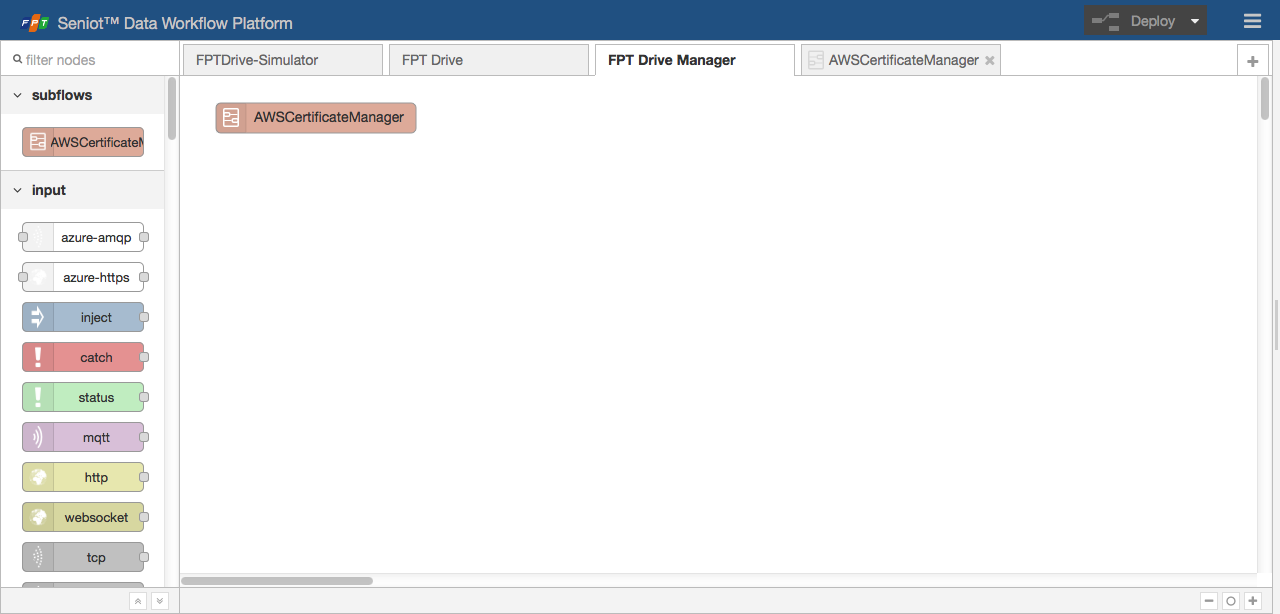 FPT Seniot™ Data Workflow Platform
Deploy
filter nodes
FPTDrive-Simulator
FPT Drive
FPT Drive Manager
AWSCertificateManager
subflows
AWSCertificateM
input
azure-amqp
azure-https
inject
catch
status
mqtt
http
websocket
tcp
AWSCertificateManager